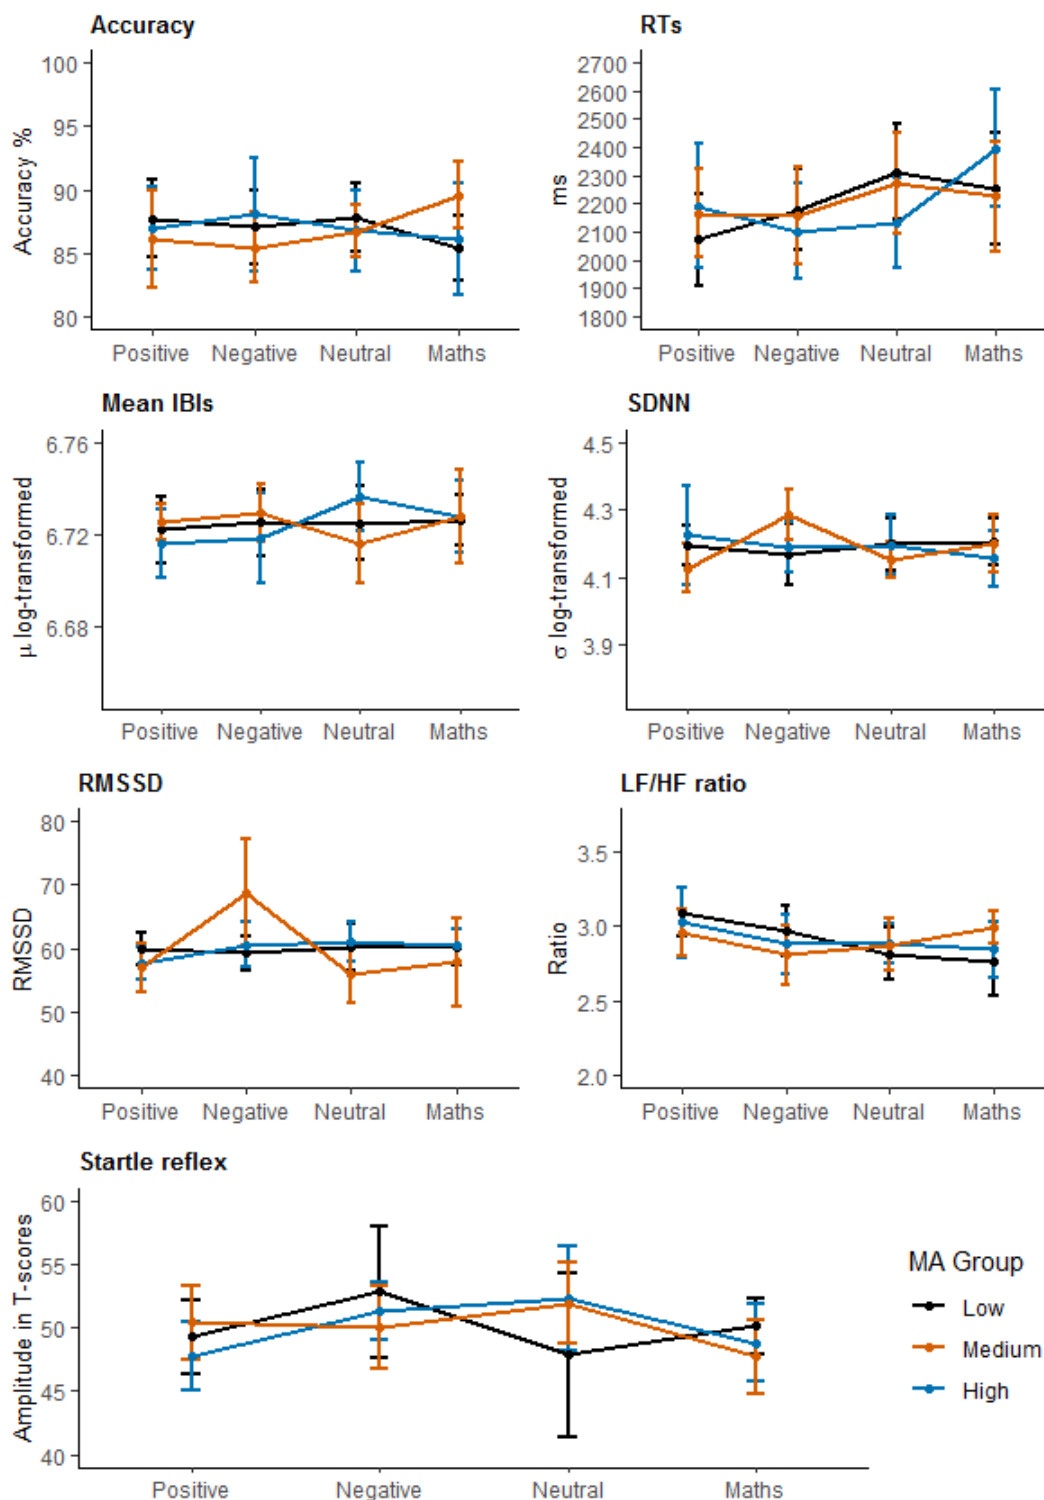 Accuracy
Accuracy %
100
95
90
85
80
Positive Negative Neutral Maths
RTs
ms
2700
2600
2500
2400
2300
2200
2100
2000
1900
1800
Positive Negative Neutral Maths
Mean IBIs
μ log-transformed
6.76
6.72
6.68
Positive Negative Neutral Maths
SDNN
σ log-transformed
4.5
4.3
4.1
3.9
Positive Negative Neutral Maths
RMSSD
RMSSD
80
70
60
50
40
Positive Negative Neutral Maths
LF/HF ratio
Ratio
3.5
3.0
2.5
2.0
Positive Negative Neutral Maths
Startle reflex
Amplitude in T-scores
60
55
50
45
40
Positive Negative Neutral Maths
MA Group
Low
Medium
High